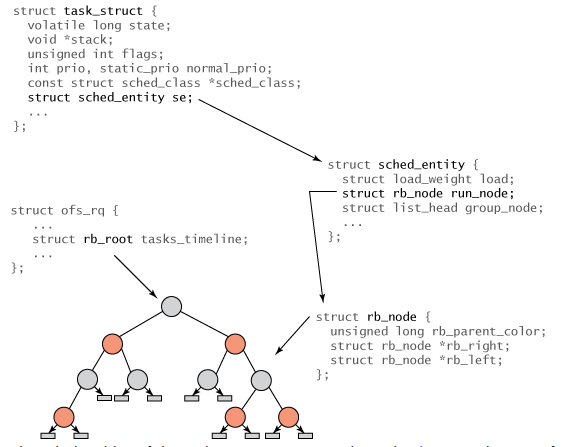 struct task_struct {
volatile long state;
void *stack;
unsigned int flags;
int prio, static_prio normal_prio;
const struct sched_class *sched_class;
struct sched_entity se;
...
};
struct sched_entity {
struct load_weight load;
struct rb_node run_node;
struct list_head group_node;
...
};
struct ofs_rq {
...
struct rb_root tasks_timeline;
...
};
struct rb_node {
unsigned long rb_parent_color;
struct rb_node *rb_right;
struct rb_node *rb_left;
};